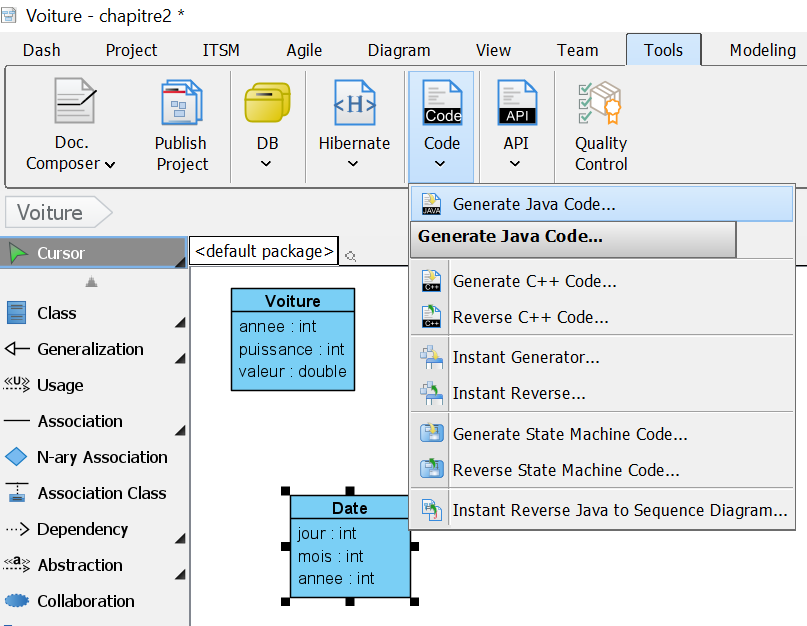 Voiture - chapitre2 *
Dash Project ITSM Agile Diagram View Team Tools Modeling
Doc.
Composer
Publish
Project
DB
Hibernate
<H>
Code
Code
API
API
Quality
Control
Voiture
Generate Java Code...
JAVA
Generate Java Code...
Cursor
<default package>
Class
Generalization
«U»
Usage
Association
N-ary Association
Association Class
Dependency
«a»
Abstraction
Collaboration
Voiture
annee : int
puissance : int
valeur : double
Date
jour : int
mois : int
annee : int
C++
Generate C++ Code...
C++
Reverse C++ Code...
Instant Generator...
Instant Reverse...
Generate State Machine Code...
Reverse State Machine Code...
Instant Reverse Java to Sequence Diagram...